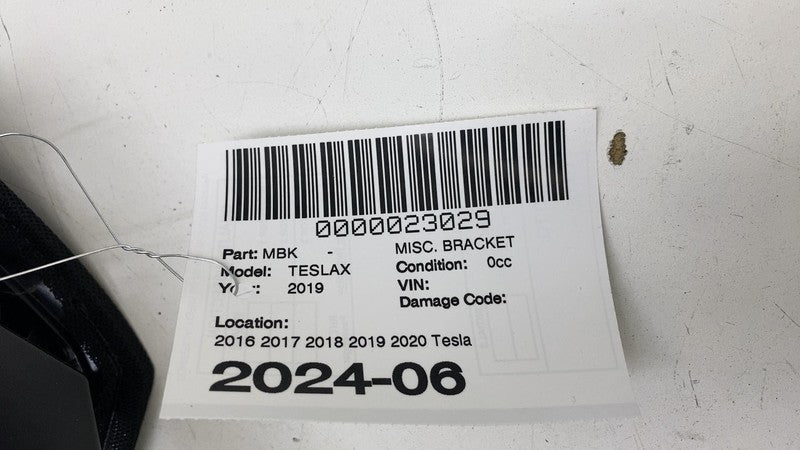 0000023029
Part: MBK - MISC. BRACKET
Model: TESLAX Condition: 0cc
2019 VIN:
Damage Code:
Location:
2016 2017 2018 2019 2020 Tesla
2024-06